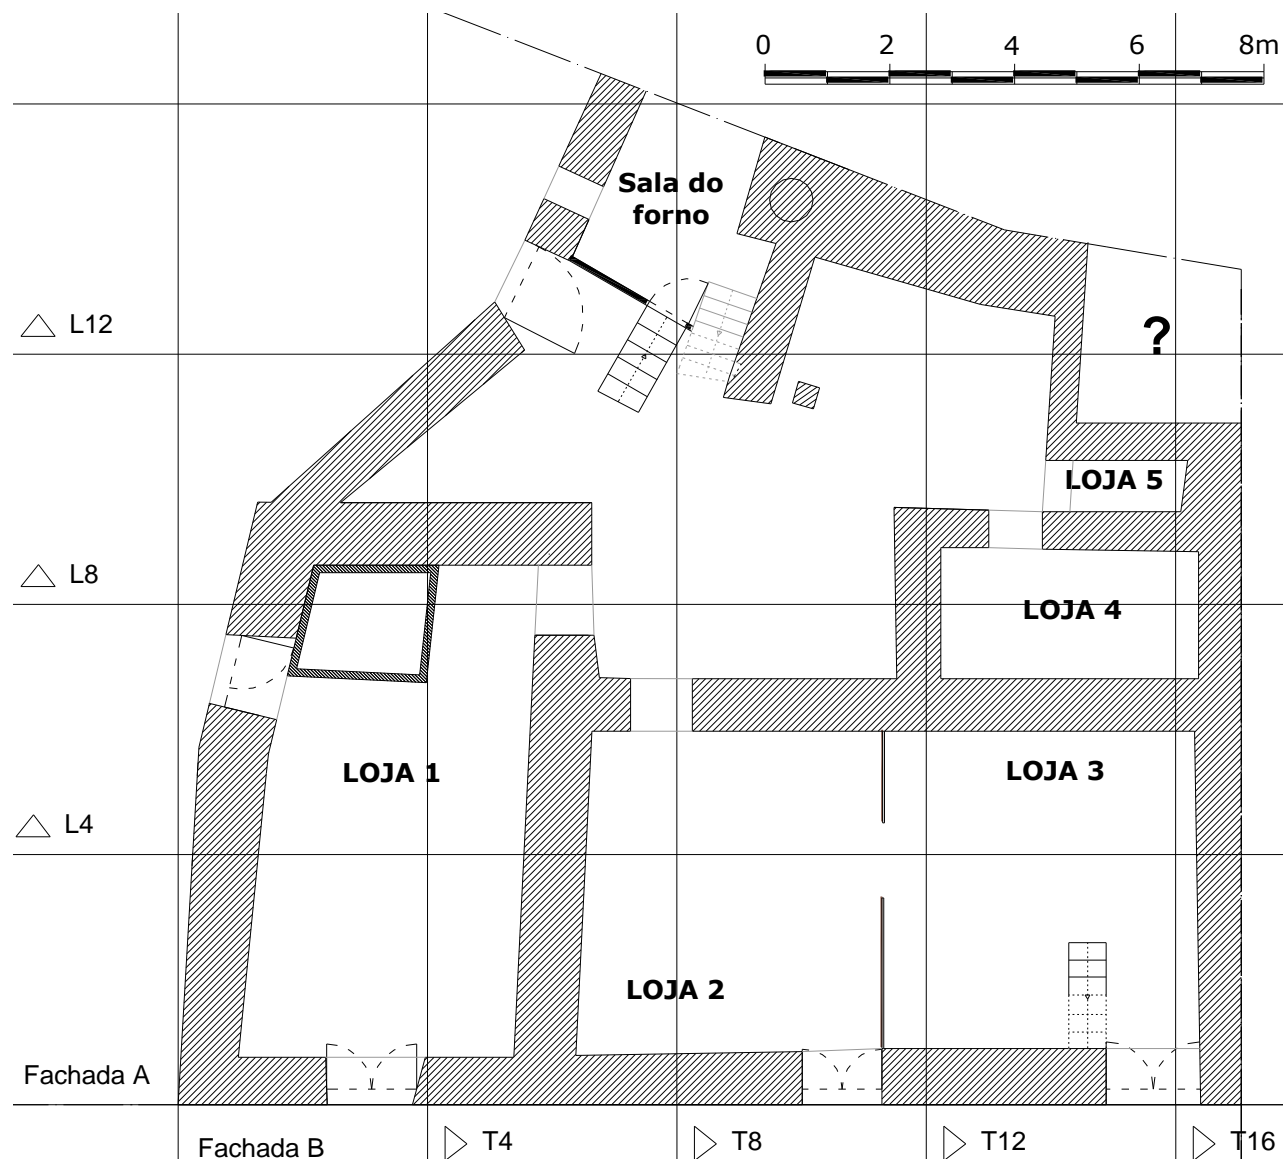 0 2 4 6 8m
Sala do
forno
L12
?
LOJA 5
L8
LOJA 4
LOJA 1
LOJA 3
L4
LOJA 2
Fachada A
Fachada B
T4
T8
T12
T16